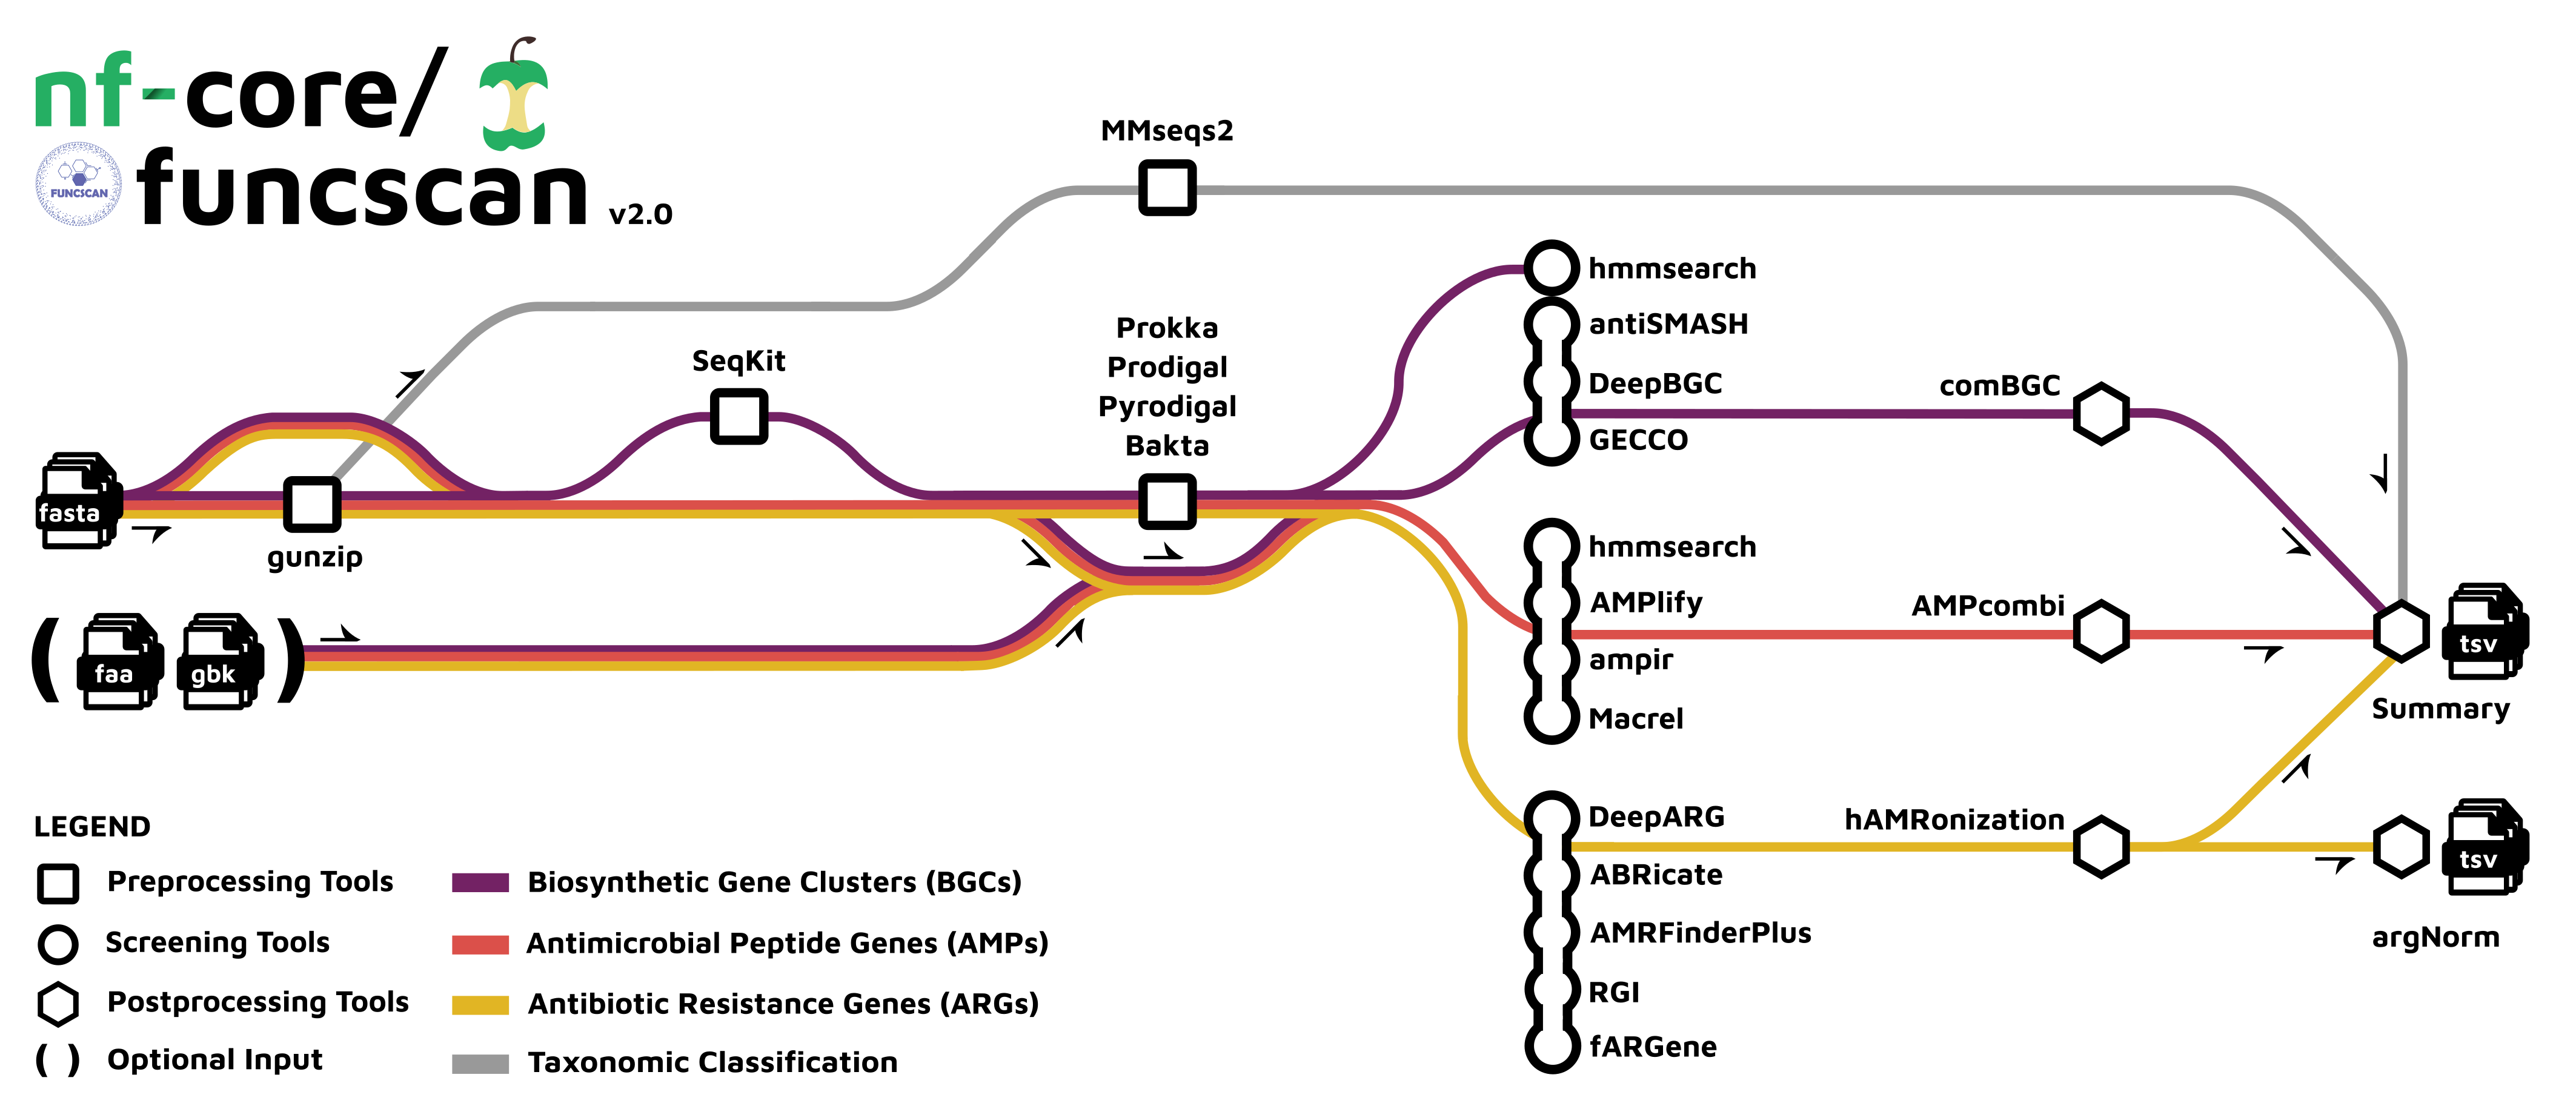 nf-core/
FUNCSCAN
funcscan v2.0
MMseqs2
hmmsearch
antiSMASH
DeepBGC
GECCO
comBGC
Prokka
Prodigal
Pyrodigal
Bakta
SeqKit
fasta
gunzip
( faa gbk )
hmmsearch
AMPlify
ampir
Macrel
AMPcombi
tsv
Summary
DeepARG
ABRicate
AMRFinderPlus
RGI
fARGene
hAMRonization
tsv
argNorm
LEGEND
Preprocessing Tools
Screening Tools
Postprocessing Tools
( ) Optional Input
Biosynthetic Gene Clusters (BGCs)
Antimicrobial Peptide Genes (AMPs)
Antibiotic Resistance Genes (ARGs)
Taxonomic Classification